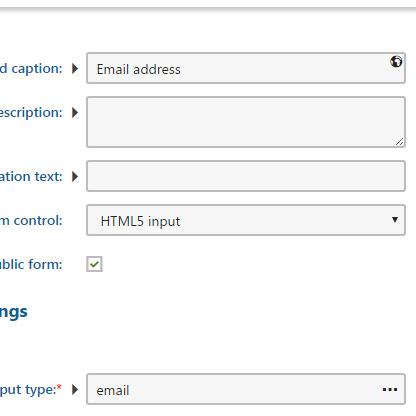 d caption: Email address
escription:
ation text:
m control: HTML5 input
blic form:
ngs
put type:* email